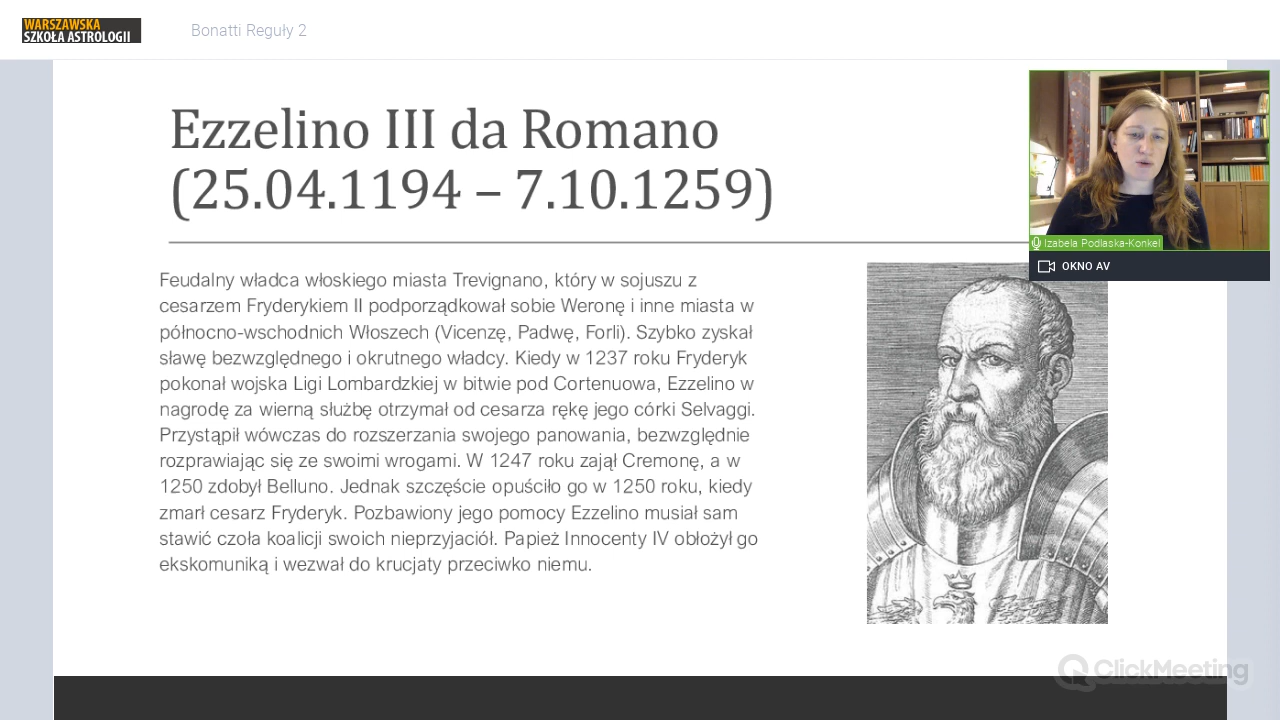 WARSZAWSKA
SZKOŁA ASTROLOGII
Bonatti Reguły 2
Ezzelino III da Romano
(25.04.1194 – 7.10.1259)
Izabela Podlaska-Konkel
OKNO AV
Feudalny władca włoskiego miasta Trevignano, który w sojuszu z
cesarzem Fryderykiem II podporządkował sobie Weronę i inne miasta w
północno-wschodnich Włoszech (Vicenzę, Padwę, Forli). Szybko zyskał
sławę bezwzględnego i okrutnego władcy. Kiedy w 1237 roku Fryderyk
pokonał wojska Ligi Lombardzkiej w bitwie pod Cortenuowa, Ezzelino w
nagrodę za wierną służbę otrzymał od cesarza rękę jego córki Selvaggi.
Przystąpił wówczas do rozszerzania swojego panowania, bezwzględnie
rozprawiając się ze swoimi wrogami. W 1247 roku zajął Cremonę, a w
1250 zdobył Belluno. Jednak szczęście opuściło go w 1250 roku, kiedy
zmarł cesarz Fryderyk. Pozbawiony jego pomocy Ezzelino musiał sam
stawić czoła koalicji swoich nieprzyjaciół. Papież Innocenty IV obłożył go
ekskomuniką i wezwał do krucjaty przeciwko niemu.
ClickMeeting